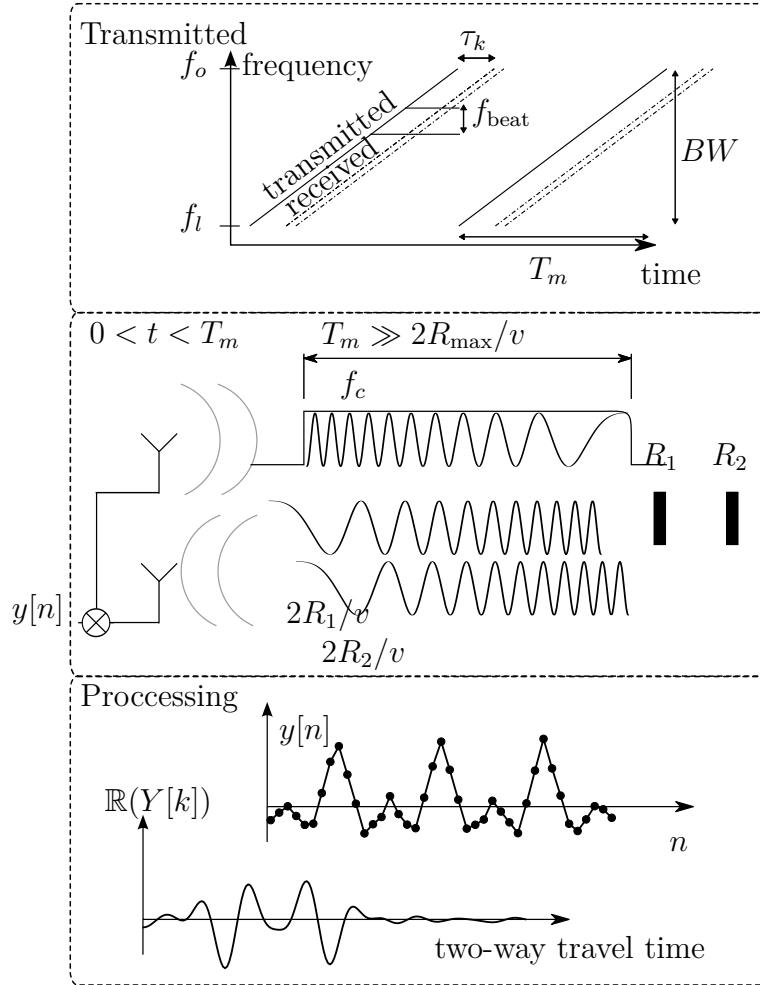 Transmitted
f_o
frequency
τ_k
transmitted
received
f_beat
BW
f_l
T_m
time
0 < t < T_m
T_m ≫ 2R_max/v
f_c
R_1
R_2
y[n]
2R_1/v
2R_2/v
Proccessing
y[n]
ℝ(Y[k])
n
two-way travel time